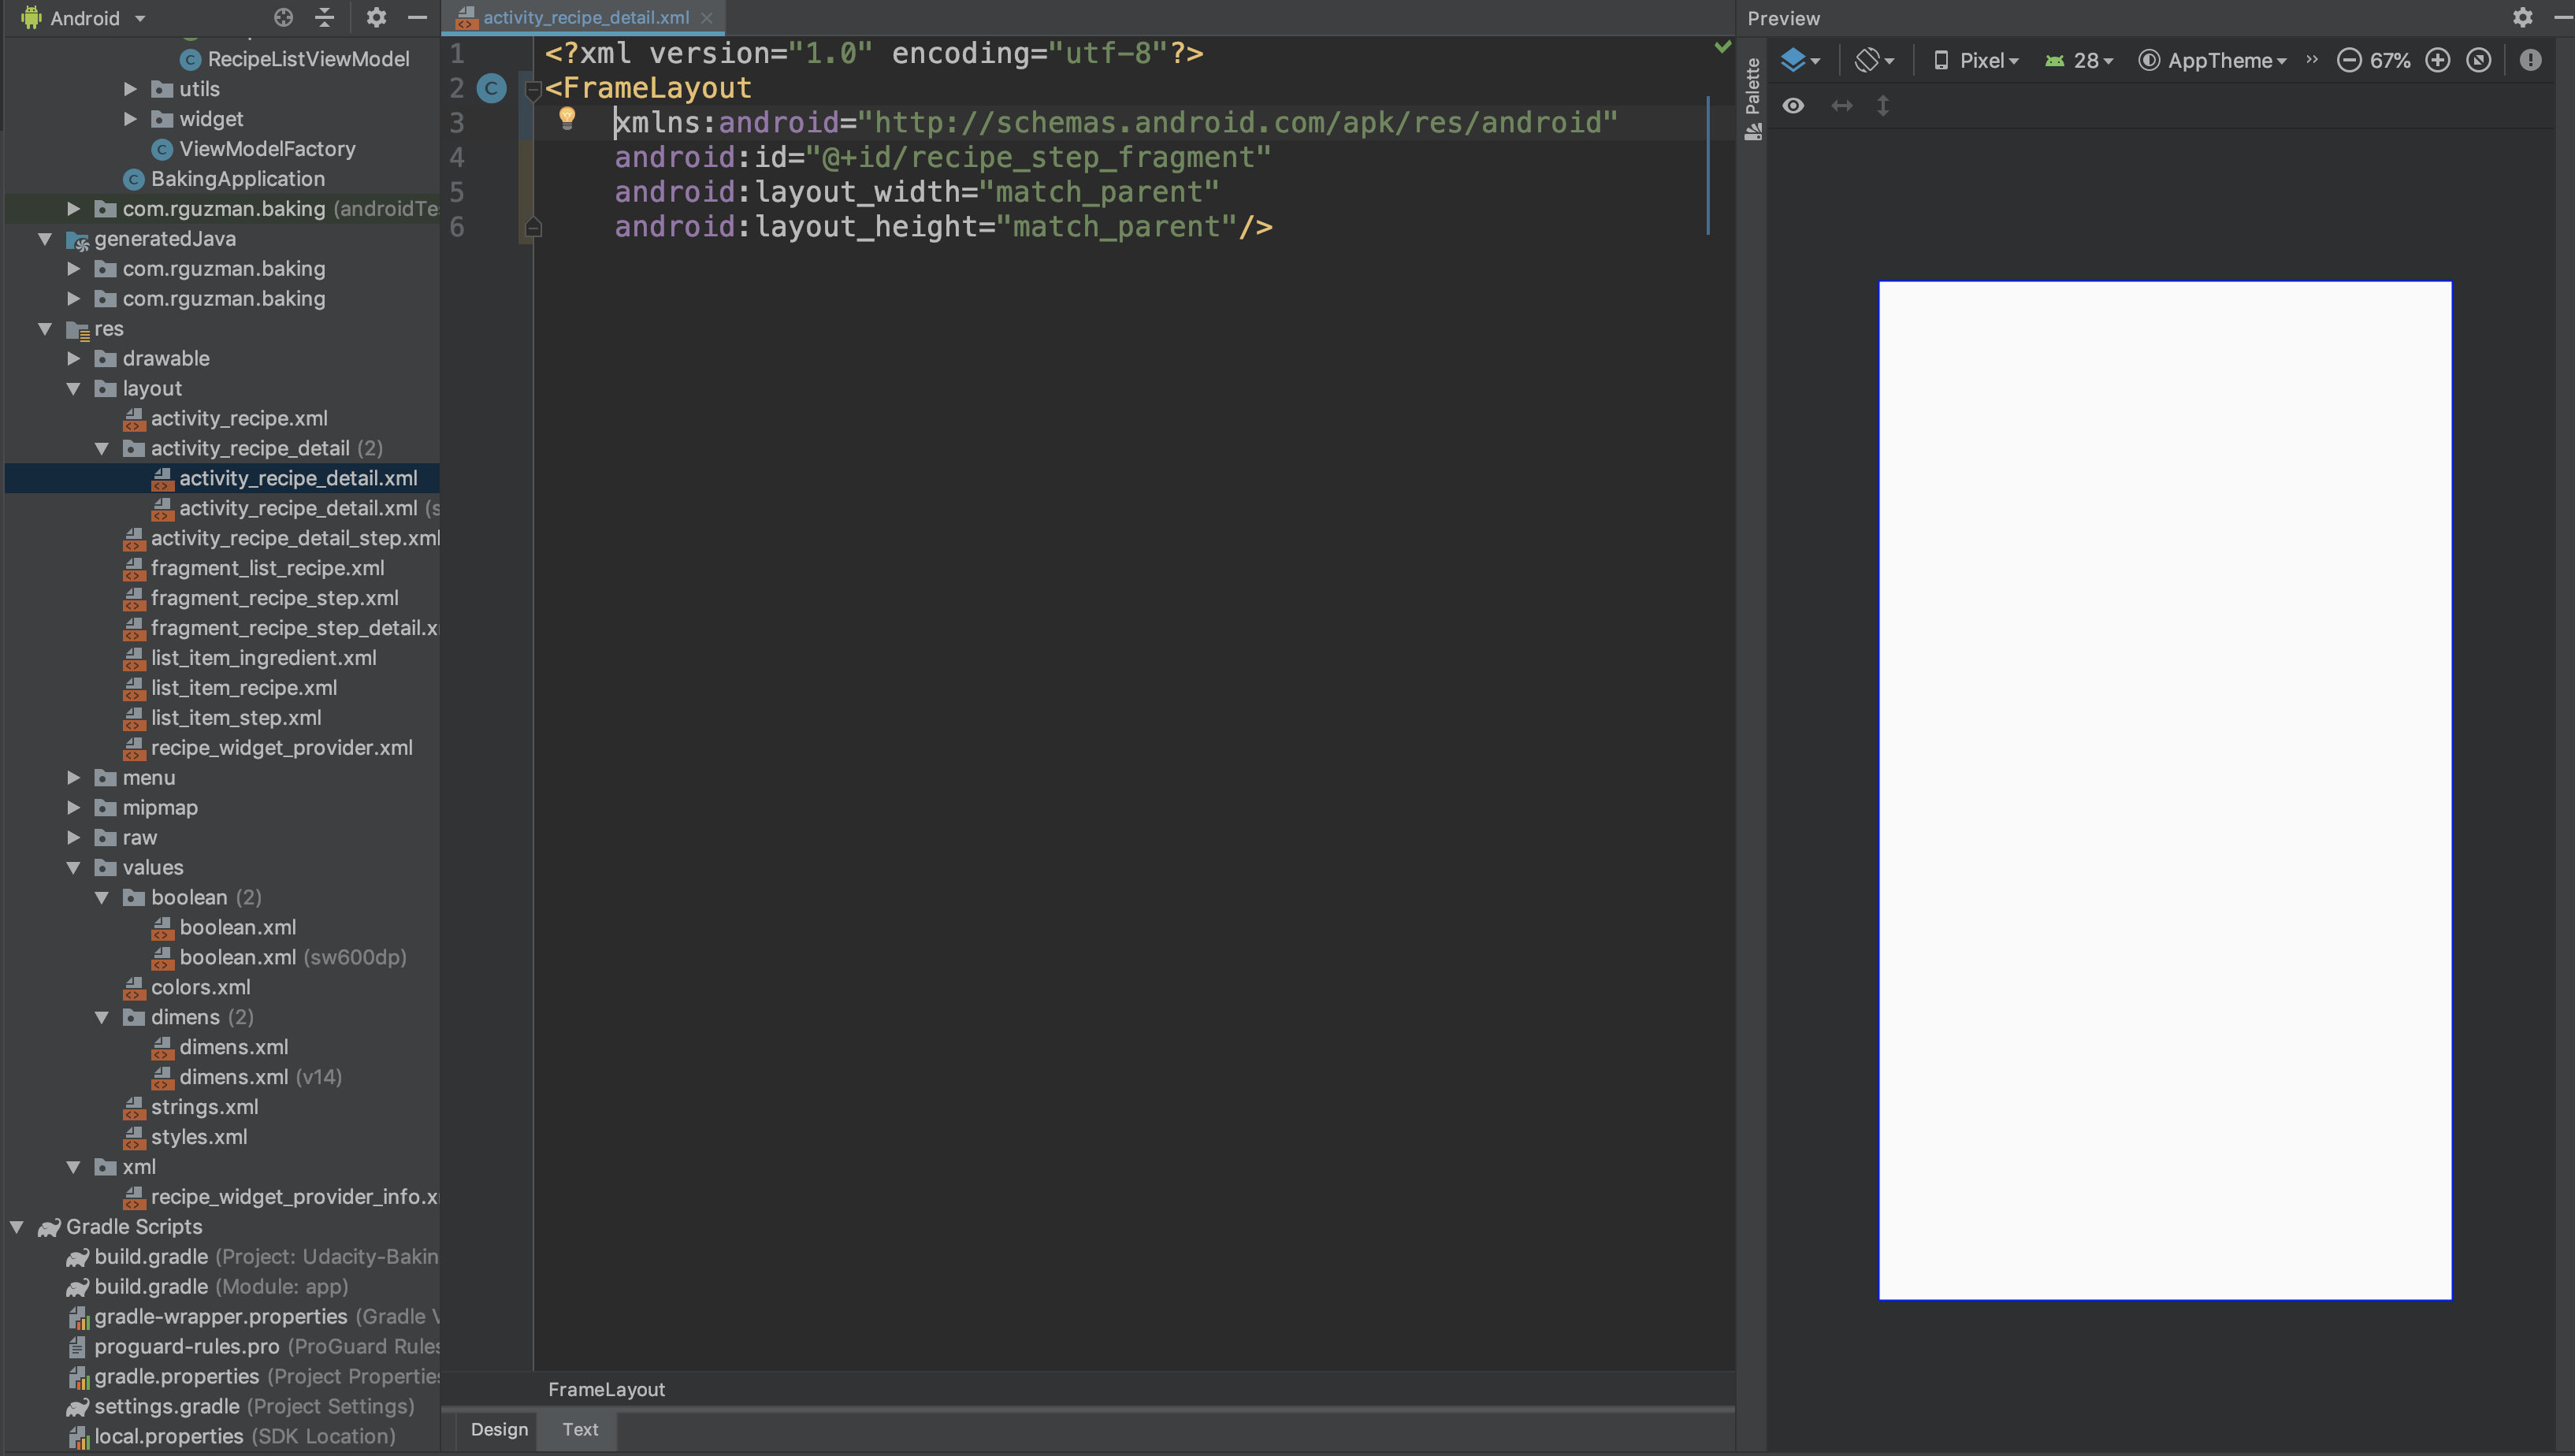 Android
RecipeListViewModel
utils
widget
ViewModelFactory
BakingApplication
com.rguzman.baking (androidTe
generatedJava
com.rguzman.baking
com.rguzman.baking
res
drawable
layout
activity_recipe.xml
activity_recipe_detail (2)
activity_recipe_detail.xml
activity_recipe_detail.xml (s
activity_recipe_detail_step.xml
fragment_list_recipe.xml
fragment_recipe_step.xml
fragment_recipe_step_detail.x
list_item_ingredient.xml
list_item_recipe.xml
list_item_step.xml
recipe_widget_provider.xml
menu
mipmap
raw
values
boolean (2)
boolean.xml
boolean.xml (sw600dp)
colors.xml
dimens (2)
dimens.xml
dimens.xml (v14)
strings.xml
styles.xml
xml
recipe_widget_provider_info.x
Gradle Scripts
build.gradle (Project: Udacity-Bakin
build.gradle (Module: app)
gradle-wrapper.properties (Gradle V
proguard-rules.pro (ProGuard Rules
gradle.properties (Project Properties
settings.gradle (Project Settings)
local.properties (SDK Location)
activity_recipe_detail.xml
1 <?xml version="1.0" encoding="utf-8"?>
2 C <FrameLayout
3 xmlns:android="http://schemas.android.com/apk/res/android"
4 android:id="@+id/recipe_step_fragment"
5 android:layout_width="match_parent"
6 android:layout_height="match_parent"/>
FrameLayout
Design Text
Preview
Palette
Pixel 28 AppTheme » 67%